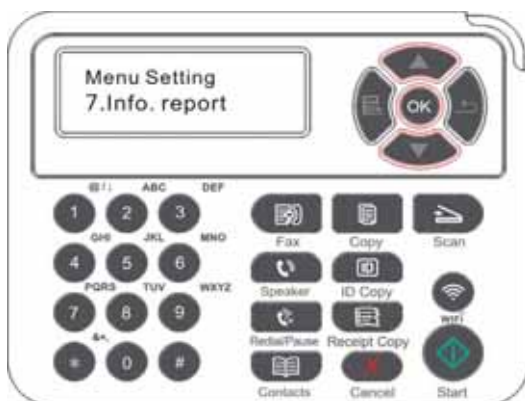 Menu Setting
7.Info. report
OK
@!: ABC DEF
1 2 3
GHI JKL MNO
4 5 6
PQRS TUV WXYZ
7 8 9
&+,
* 0 #
Fax Copy Scan
Speaker ID Copy
WIFI
Redial/Pause Receipt Copy
Contacts Cancel Start